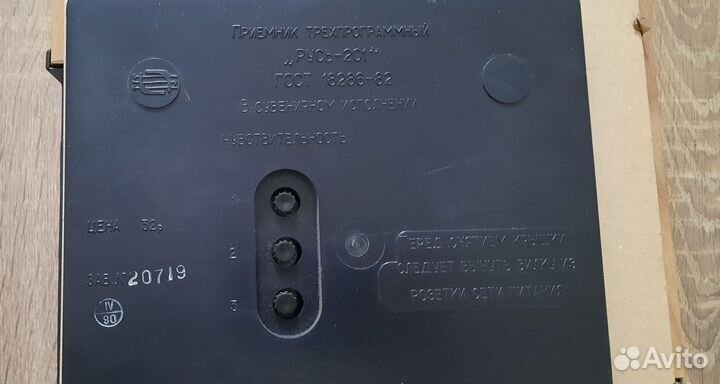 Приемник трехпрограммный
„Русь-201"
ГОСТ 18286-82
В сувенирном исполнении
чувствительность
1
Цена 32р
2
Перед снятием крышки
следует вынуть вилку из
розетки сети питания
Зав.№ 20719
3
IV
90
Avito